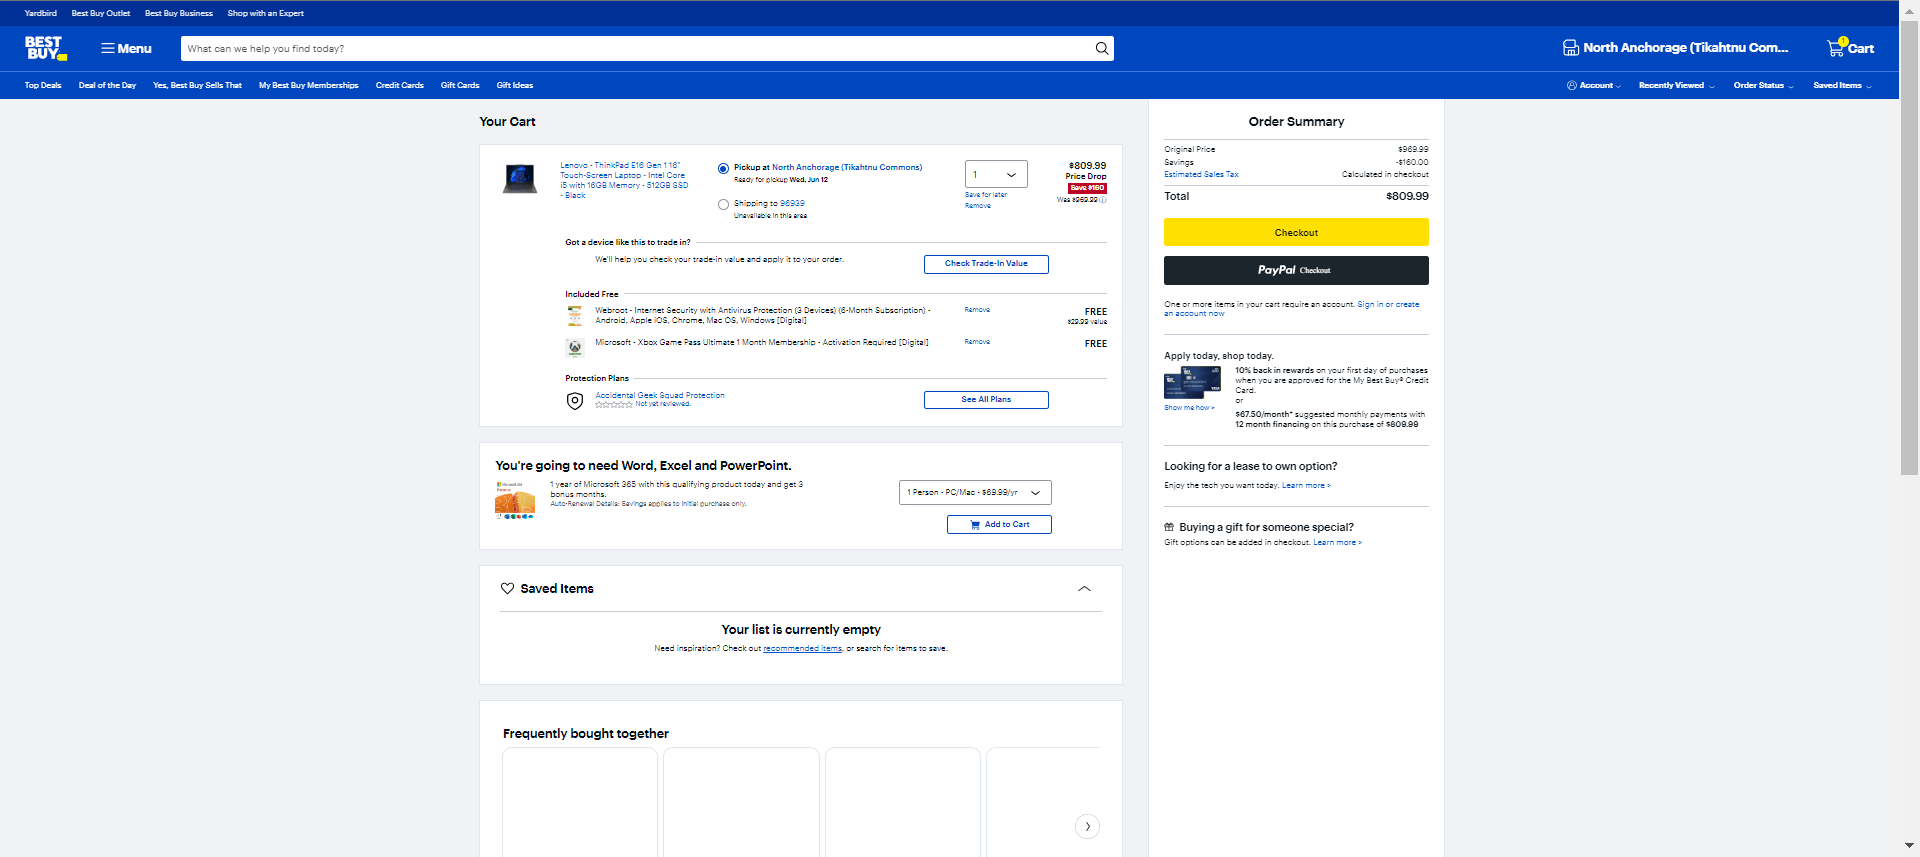 Yardbird Best Buy Outlet Best Buy Business Shop with an Expert
BEST BUY
Menu
What can we help you find today?
North Anchorage (Tikahtnu Com...
1
Cart
Top Deals Deal of the Day Yes, Best Buy Sells That My Best Buy Memberships Credit Cards Gift Cards Gift Ideas
Account Recently Viewed Order Status Saved Items
Your Cart
Lenovo - ThinkPad E16 Gen 1 16"
Touch-Screen Laptop - Intel Core
i5 with 16GB Memory - 512GB SSD
- Black
Pickup at North Anchorage (Tikahtnu Commons)
Ready for pickup Wed, Jun 12
Shipping to 96939
Unavailable in this area
1
Save for later
Remove
$809.99
Price Drop
Save $160
Was $969.99
Got a device like this to trade in?
We'll help you check your trade-in value and apply it to your order.
Check Trade-In Value
Included Free
Webroot - Internet Security with Antivirus Protection (3 Devices) (6-Month Subscription) -
Android, Apple iOS, Chrome, Mac OS, Windows [Digital]
Remove
FREE
$29.99 value
Microsoft - Xbox Game Pass Ultimate 1 Month Membership - Activation Required [Digital]
Remove
FREE
Protection Plans
Accidental Geek Squad Protection
Not yet reviewed.
See All Plans
You're going to need Word, Excel and PowerPoint.
1 year of Microsoft 365 with this qualifying product today and get 3
bonus months.
Auto-Renewal Details: Savings applies to initial purchase only.
1 Person - PC/Mac - $69.99/yr
Add to Cart
Saved Items
Your list is currently empty
Need inspiration? Check out recommended items, or search for items to save.
Frequently bought together
Order Summary
Original Price $969.99
Savings -$160.00
Estimated Sales Tax Calculated in checkout
Total $809.99
Checkout
PayPal Checkout
One or more items in your cart require an account. Sign in or create
an account now
Apply today, shop today.
10% back in rewards on your first day of purchases
when you are approved for the My Best Buy® Credit
Card.
or
$67.50/month* suggested monthly payments with
12 month financing on this purchase of $809.99
Show me how >
Looking for a lease to own option?
Enjoy the tech you want today. Learn more >
Buying a gift for someone special?
Gift options can be added in checkout. Learn more >